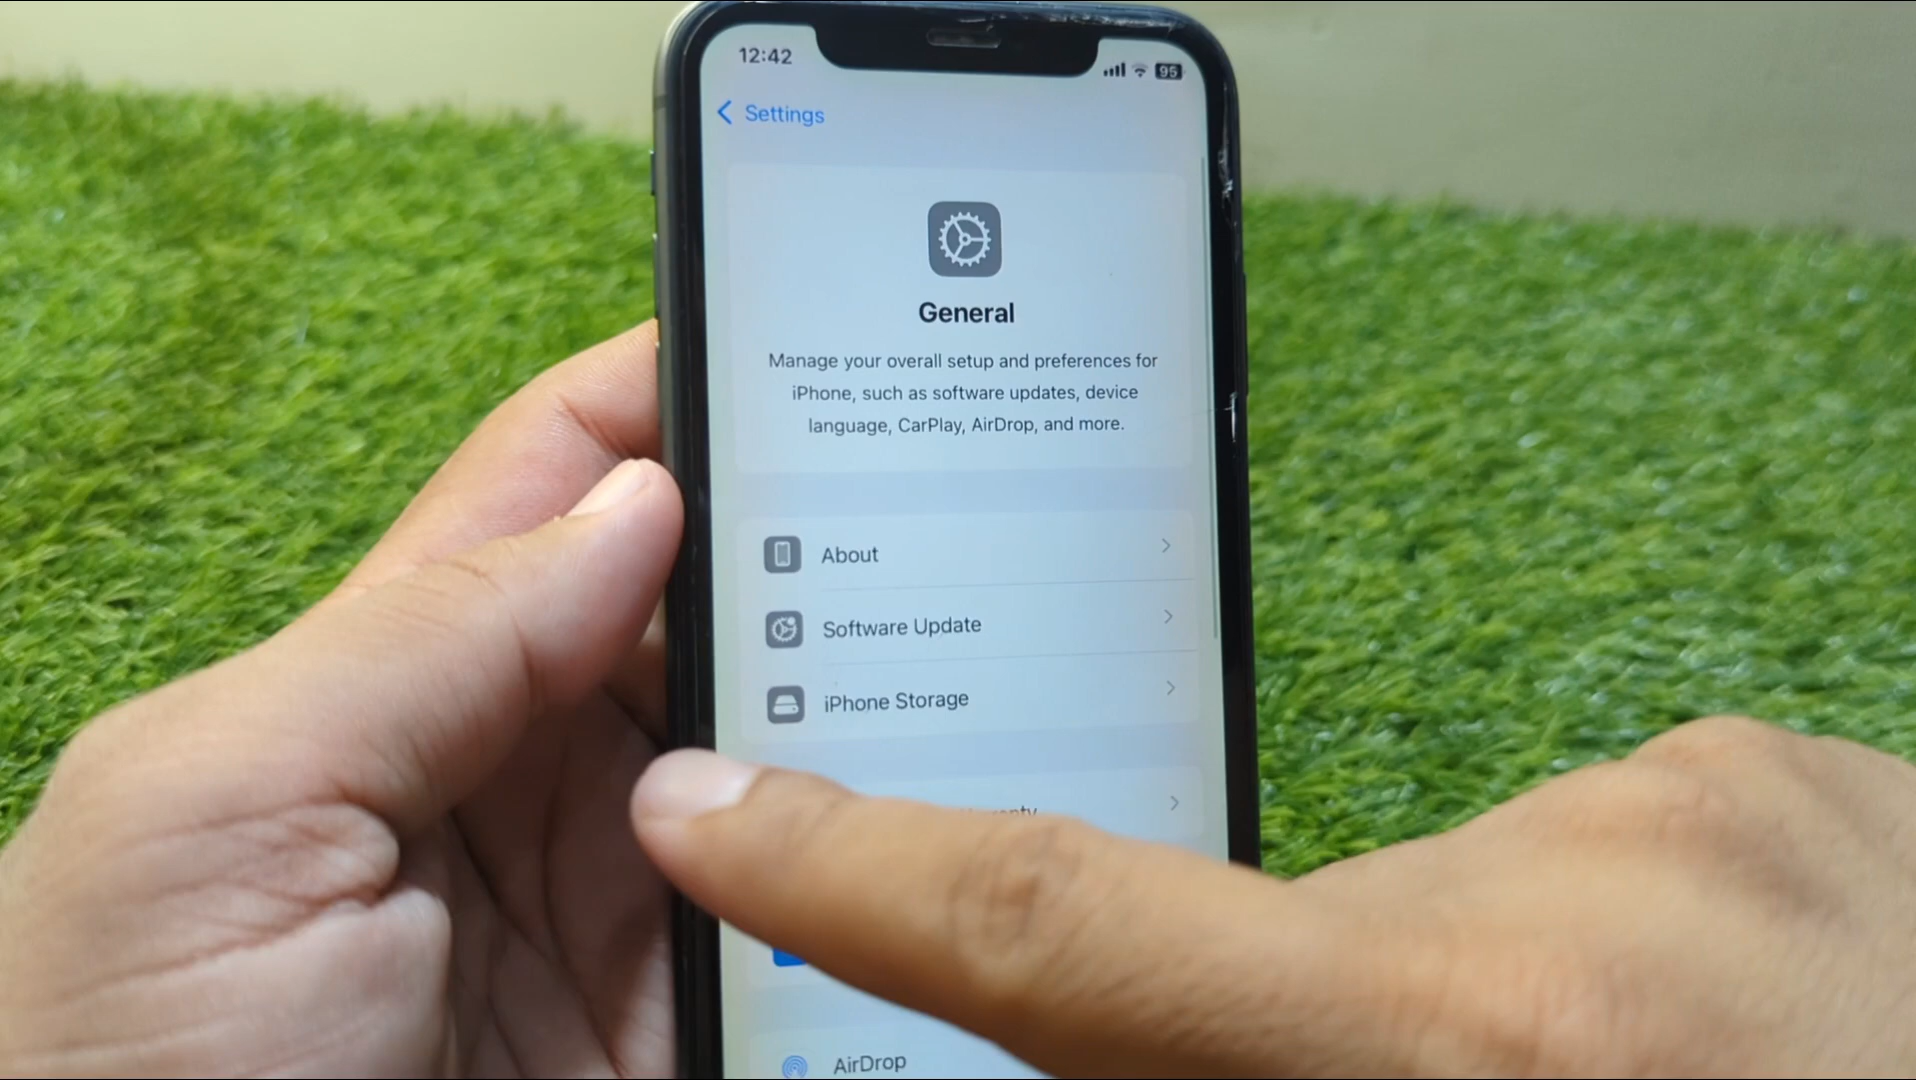 12:42
95
Settings
General
Manage your overall setup and preferences for
iPhone, such as software updates, device
language, CarPlay, AirDrop, and more.
About
Software Update
iPhone Storage
AirDrop